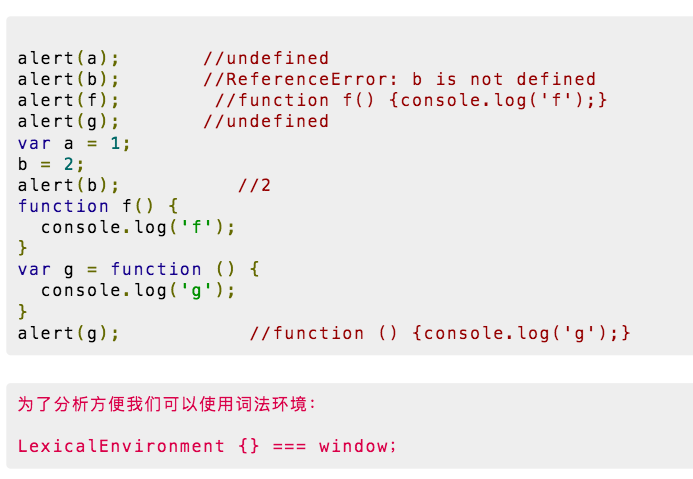 alert(a);       //undefined
alert(b);       //ReferenceError: b is not defined
alert(f);        //function f() {console.log('f');}
alert(g);       //undefined
var a = 1;
b = 2;
alert(b);          //2
function f() {
  console.log('f');
}
var g = function () {
  console.log('g');
}
alert(g);           //function () {console.log('g');}
为了分析方便我们可以使用词法环境:
LexicalEnvironment {} === window;